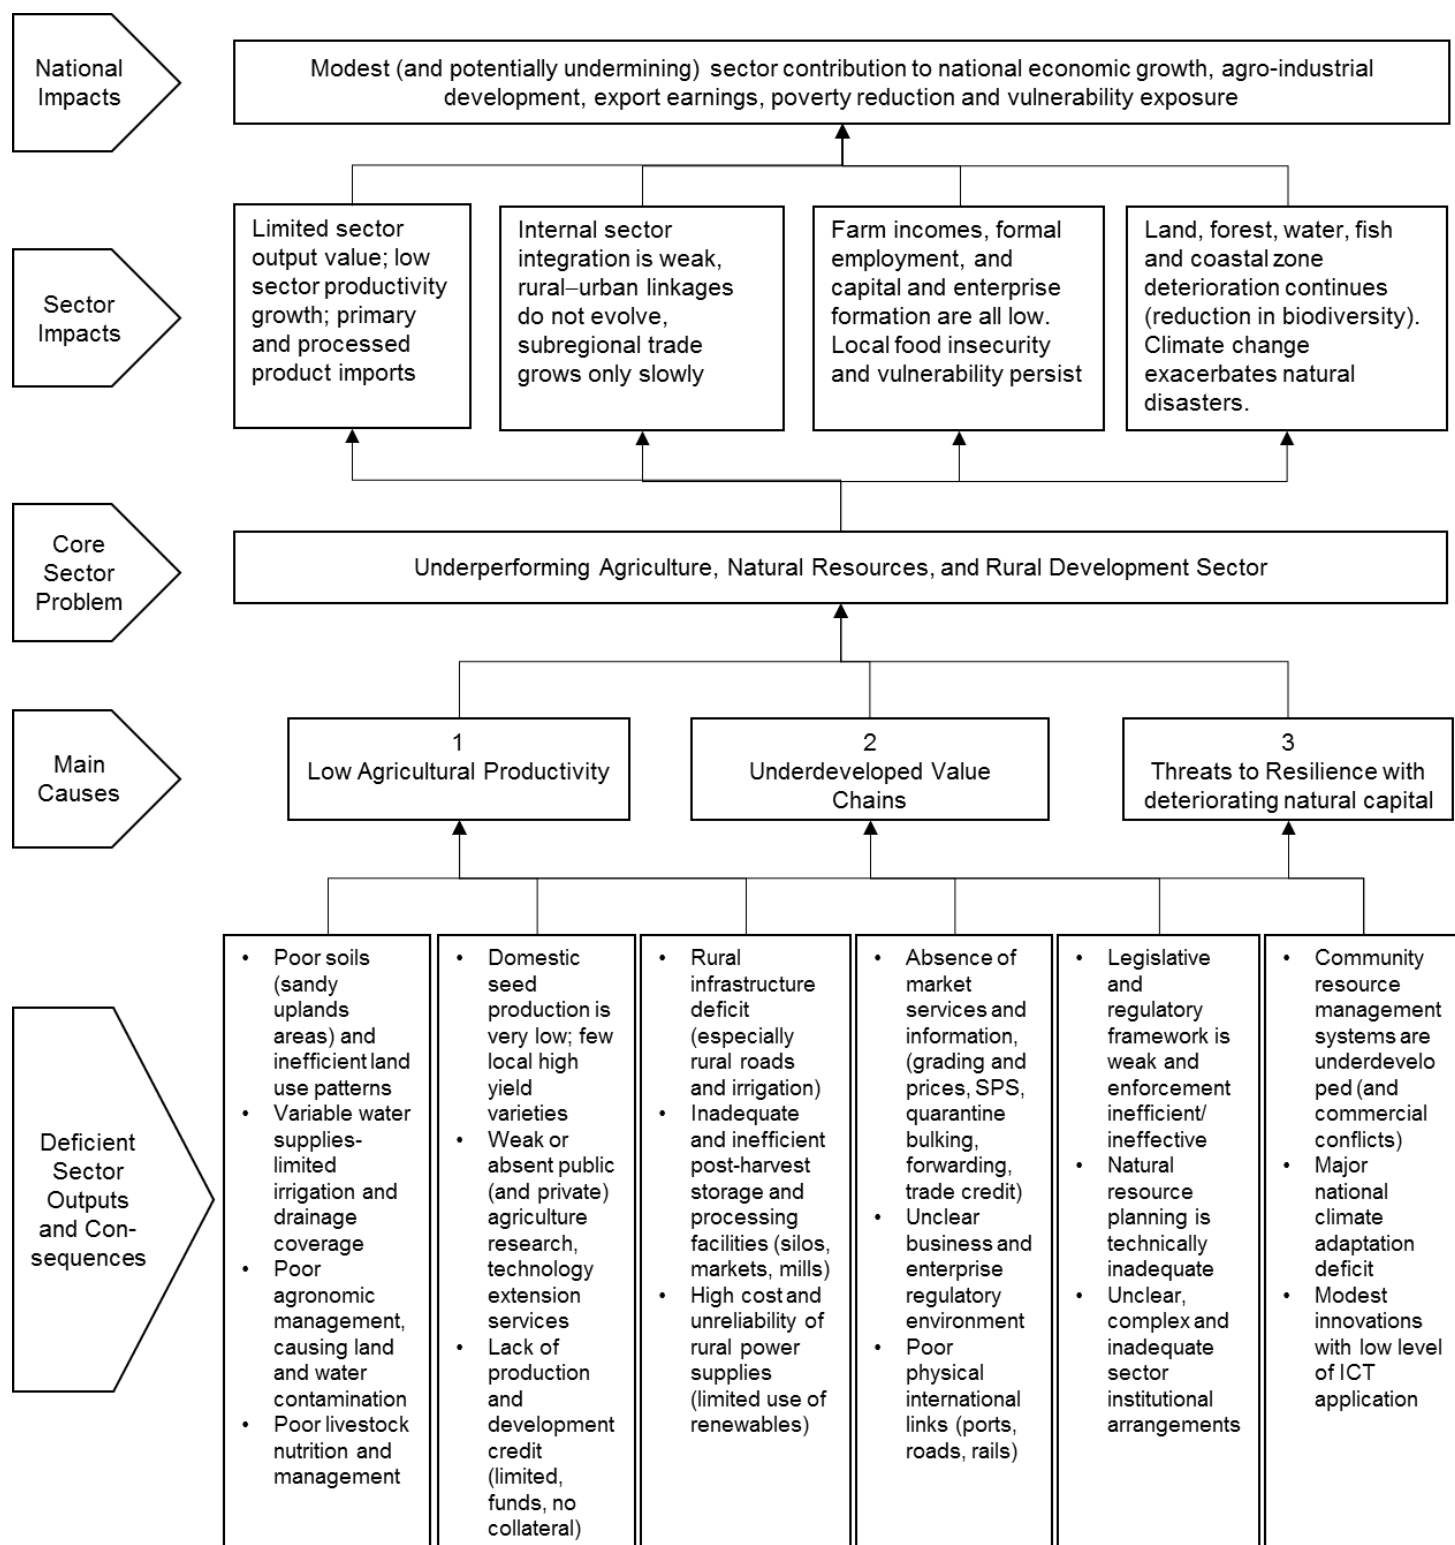 National
Impacts
Modest (and potentially undermining) sector contribution to national economic growth, agro-industrial
development, export earnings, poverty reduction and vulnerability exposure
Sector
Impacts
Limited sector
output value; low
sector productivity
growth; primary
and processed
product imports
Internal sector
integration is weak,
rural–urban linkages
do not evolve,
subregional trade
grows only slowly
Farm incomes, formal
employment, and
capital and enterprise
formation are all low.
Local food insecurity
and vulnerability persist
Land, forest, water, fish
and coastal zone
deterioration continues
(reduction in biodiversity).
Climate change
exacerbates natural
disasters.
Core
Sector
Problem
Underperforming Agriculture, Natural Resources, and Rural Development Sector
Main
Causes
1
Low Agricultural Productivity
2
Underdeveloped Value
Chains
3
Threats to Resilience with
deteriorating natural capital
Deficient
Sector
Outputs
and Con-
sequences
• Poor soils
(sandy
uplands
areas) and
inefficient land
use patterns
• Variable water
supplies-
limited
irrigation and
drainage
coverage
• Poor
agronomic
management,
causing land
and water
contamination
• Poor livestock
nutrition and
management
• Domestic
seed
production is
very low; few
local high
yield
varieties
• Weak or
absent public
(and private)
agriculture
research,
technology
extension
services
• Lack of
production
and
development
credit
(limited,
funds, no
collateral)
• Rural
infrastructure
deficit
(especially
rural roads
and irrigation)
• Inadequate
and inefficient
post-harvest
storage and
processing
facilities (silos,
markets, mills)
• High cost and
unreliability of
rural power
supplies
(limited use of
renewables)
• Absence of
market
services and
information,
(grading and
prices, SPS,
quarantine
bulking,
forwarding,
trade credit)
• Unclear
business and
enterprise
regulatory
environment
• Poor
physical
international
links (ports,
roads, rails)
• Legislative
and
regulatory
framework is
weak and
enforcement
inefficient/
ineffective
• Natural
resource
planning is
technically
inadequate
• Unclear,
complex and
inadequate
sector
institutional
arrangements
• Community
resource
management
systems are
underdevelo
ped (and
commercial
conflicts)
• Major
national
climate
adaptation
deficit
• Modest
innovations
with low level
of ICT
application